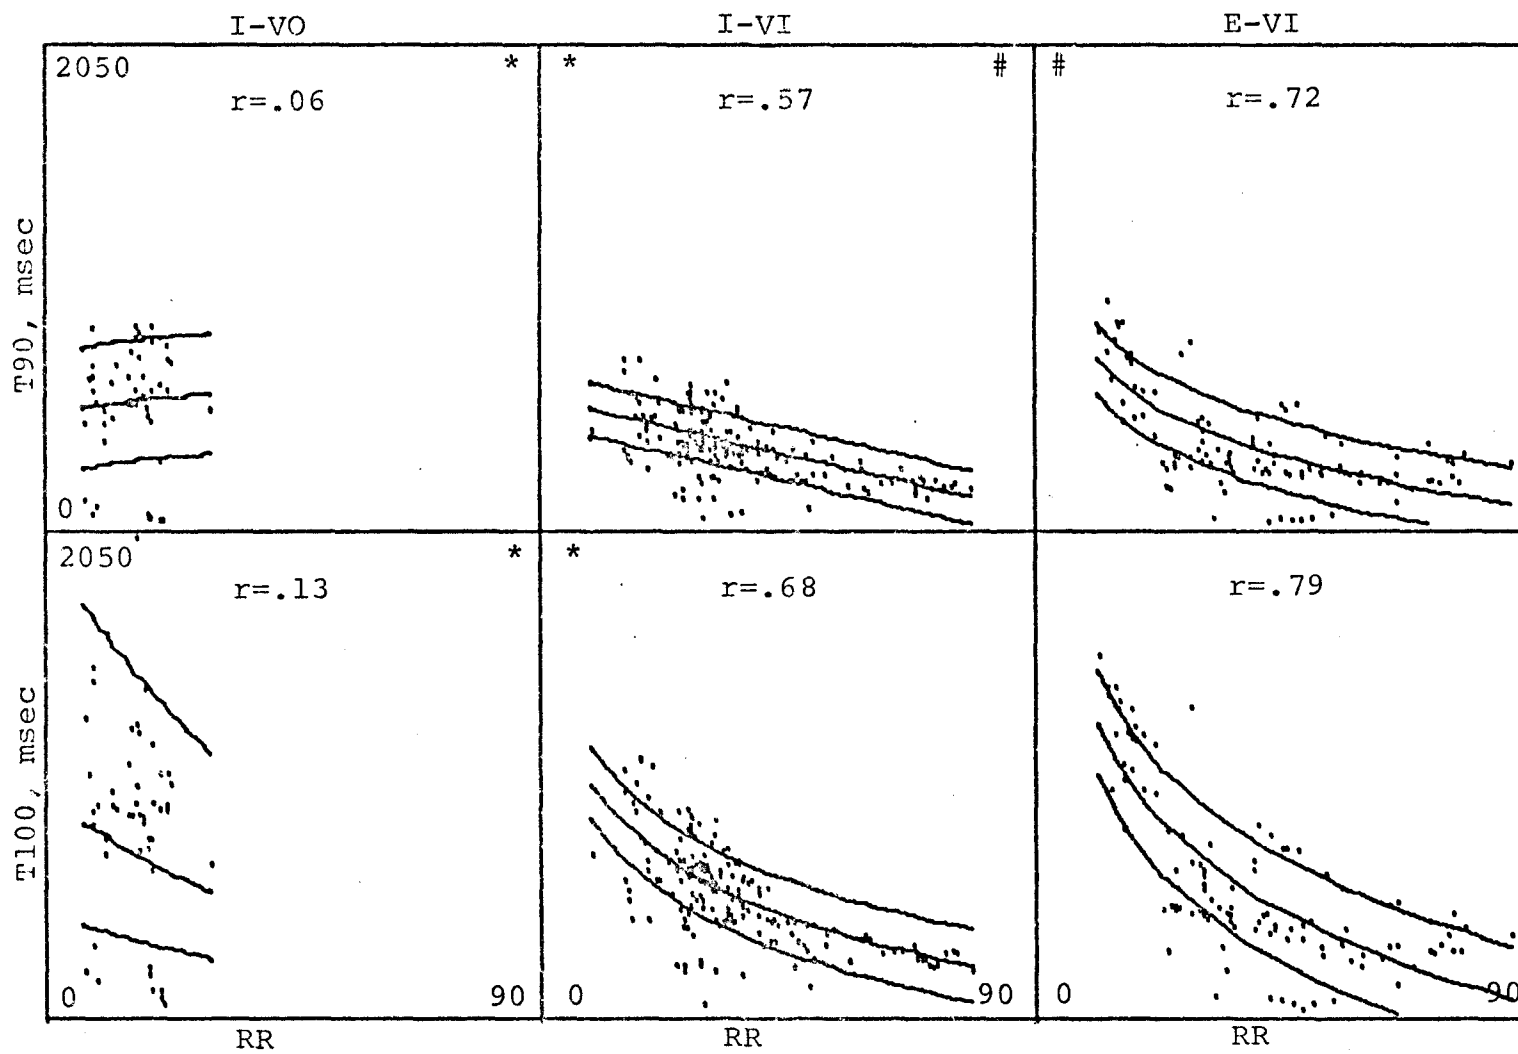 I-VO I-VI E-VI
2050 * * # #
r=.06 r=.57 r=.72
T90, msec
0
2050 * *
r=.13 r=.68 r=.79
T100, msec
0 90 0 90 0 90
RR RR RR